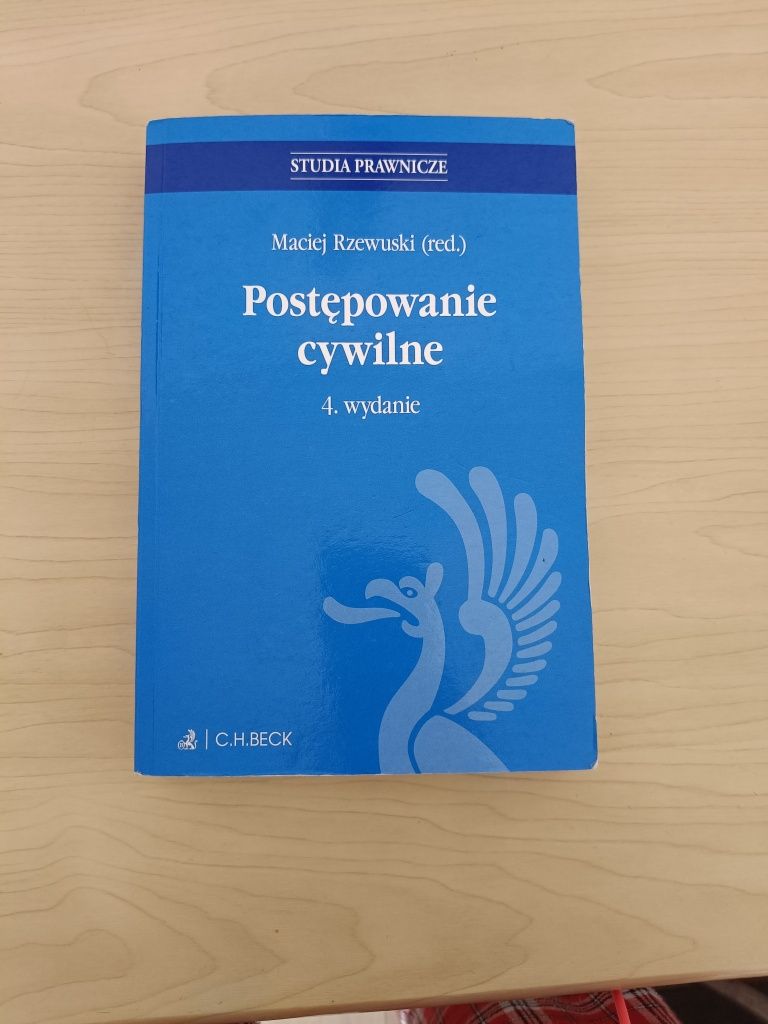 STUDIA PRAWNICZE
Maciej Rzewuski (red.)
Postępowanie
cywilne
4. wydanie
C.H.BECK